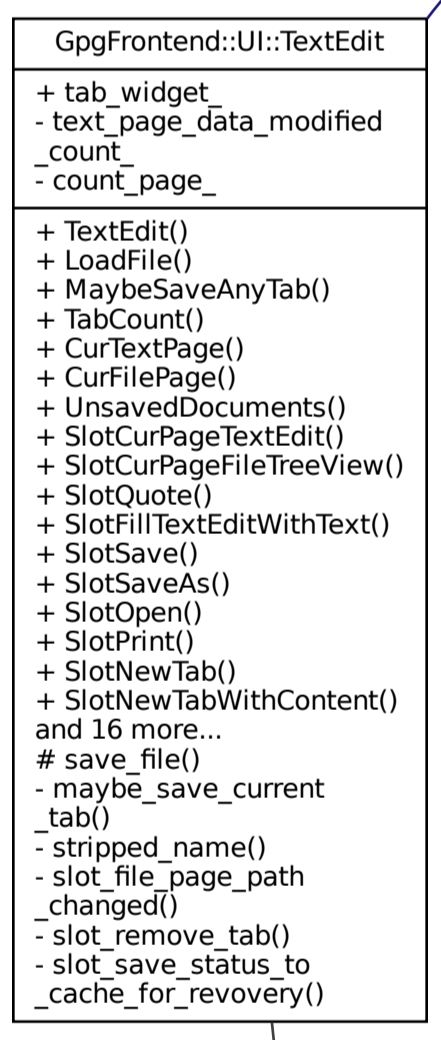 GpgFrontend::UI::TextEdit
+ tab_widget_
- text_page_data_modified
_count_
- count_page_
+ TextEdit()
+ LoadFile()
+ MaybeSaveAnyTab()
+ TabCount()
+ CurTextPage()
+ CurFilePage()
+ UnsavedDocuments()
+ SlotCurPageTextEdit()
+ SlotCurPageFileTreeView()
+ SlotQuote()
+ SlotFillTextEditWithText()
+ SlotSave()
+ SlotSaveAs()
+ SlotOpen()
+ SlotPrint()
+ SlotNewTab()
+ SlotNewTabWithContent()
and 16 more...
# save_file()
- maybe_save_current
_tab()
- stripped_name()
- slot_file_page_path
_changed()
- slot_remove_tab()
- slot_save_status_to
_cache_for_revovery()